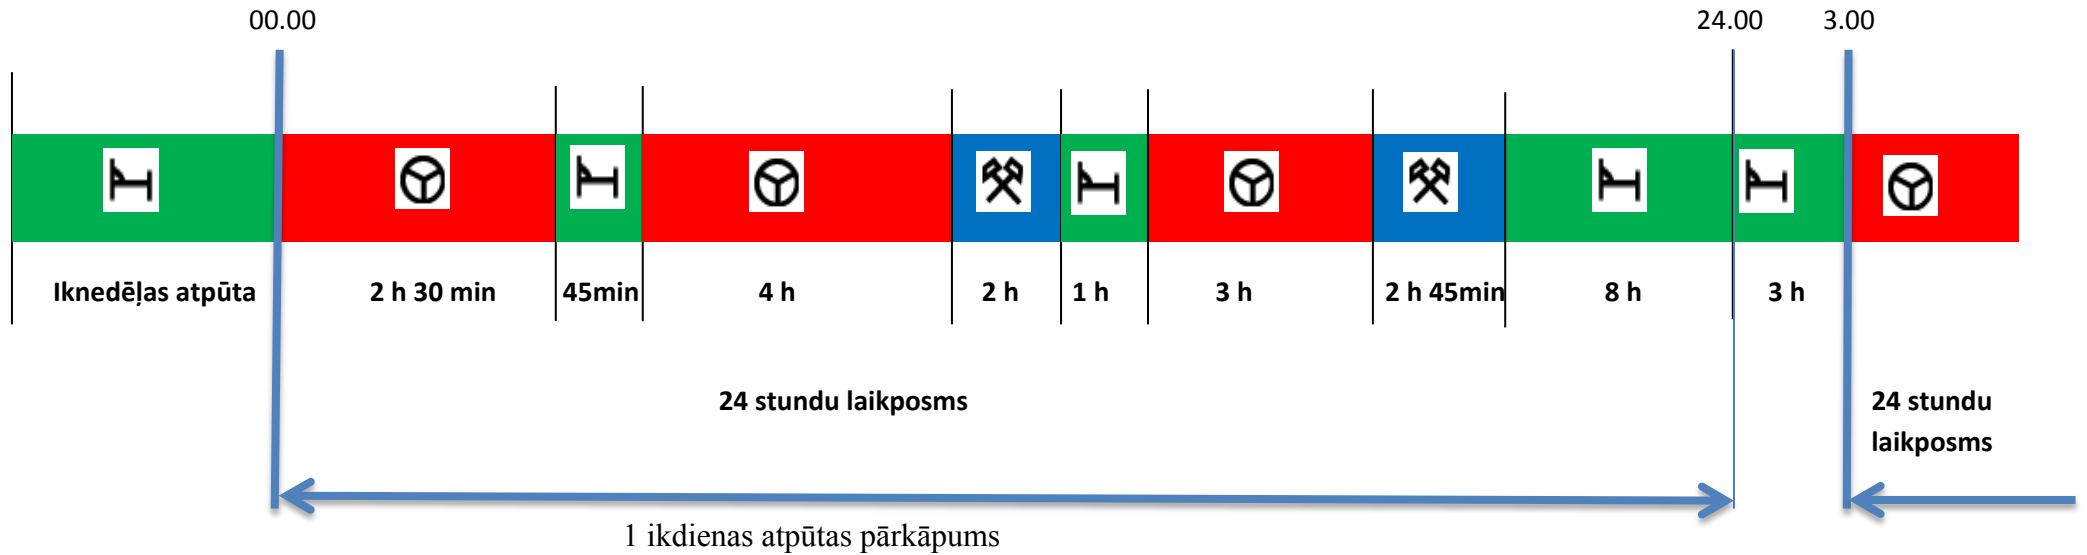 00.00 24.00 3.00
Iknedēļas atpūta 2 h 30 min 45min 4 h 2 h 1 h 3 h 2 h 45min 8 h 3 h
24 stundu laikposms 24 stundu
laikposms
1 ikdienas atpūtas pārkāpums